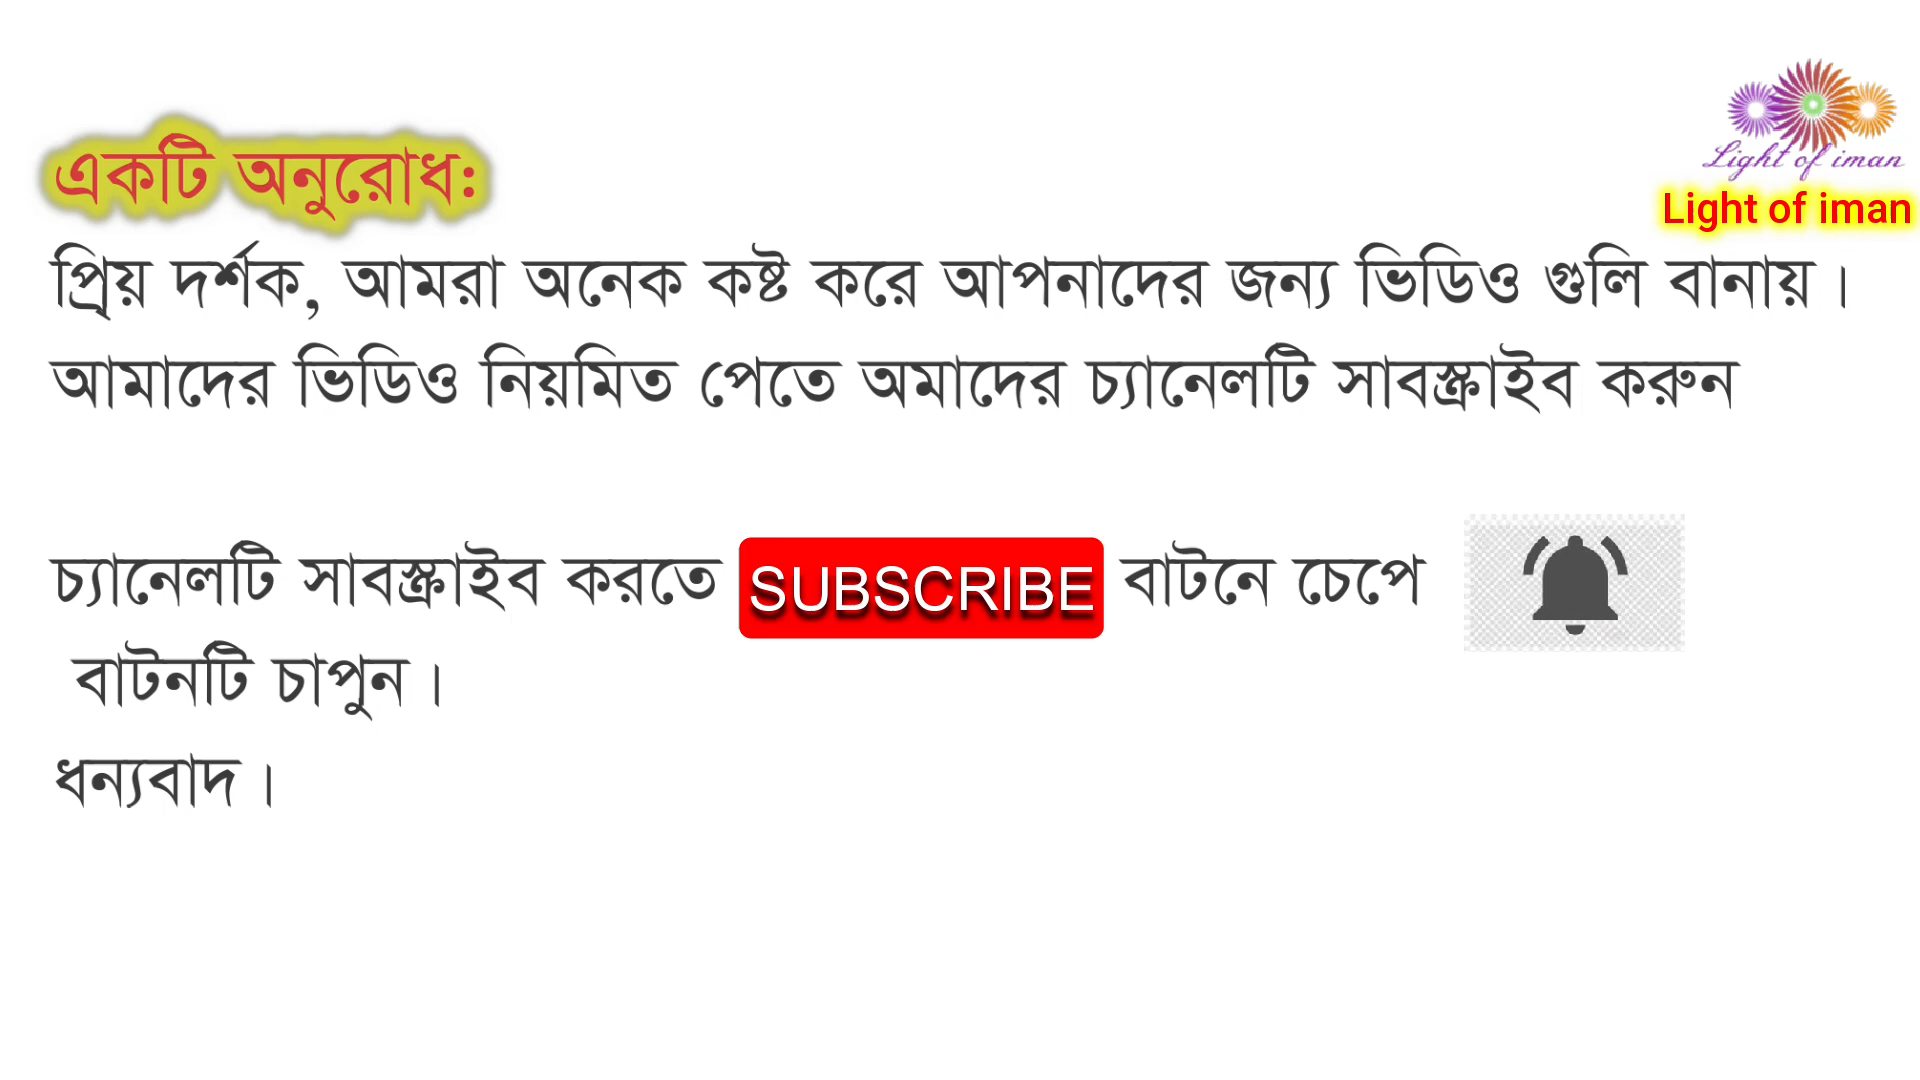 Light of iman
Light of iman
একটি অনুরোধ:
প্রিয় দর্শক, আমরা অনেক কষ্ট করে আপনাদের জন্য ভিডিও গুলি বানায়।
আমাদের ভিডিও নিয়মিত পেতে অমাদের চ্যানেলটি সাবস্ক্রাইব করুন
চ্যানেলটি সাবস্ক্রাইব করতে SUBSCRIBE বাটনে চেপে
বাটনটি চাপুন।
ধন্যবাদ।